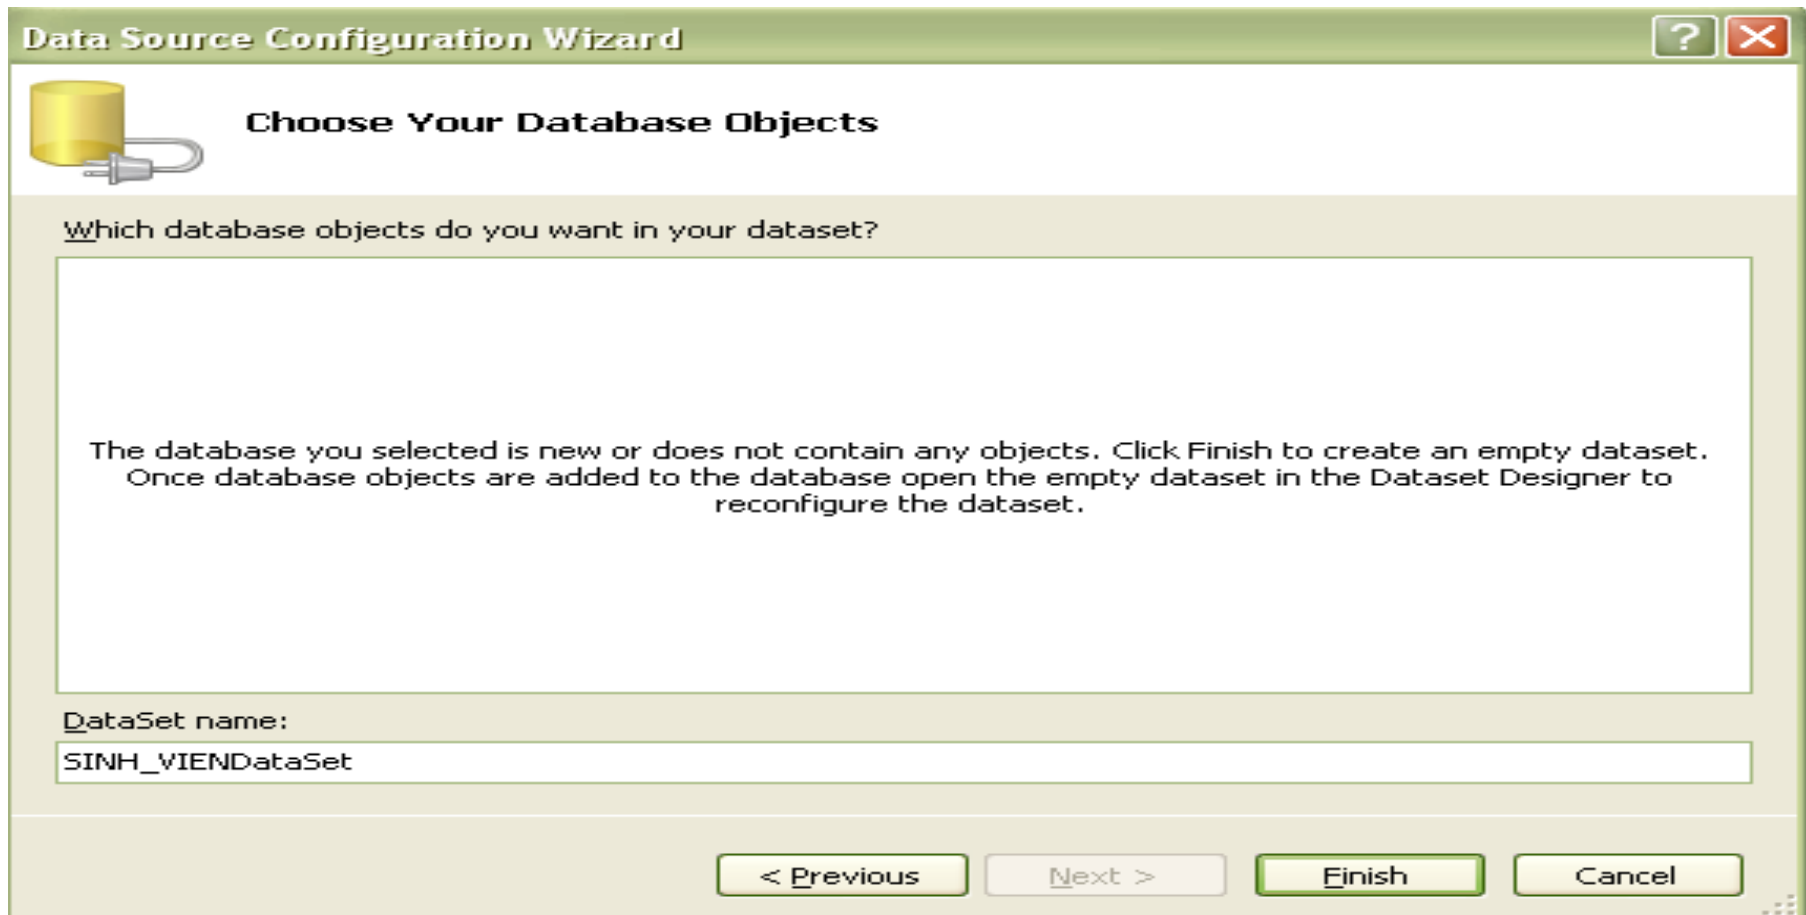 Data Source Configuration Wizard
Choose Your Database Objects
Which database objects do you want in your dataset?
The database you selected is new or does not contain any objects. Click Finish to create an empty dataset.
Once database objects are added to the database open the empty dataset in the Dataset Designer to
reconfigure the dataset.
DataSet name:
SINH_VIENDataSet
< Previous
Next >
Finish
Cancel